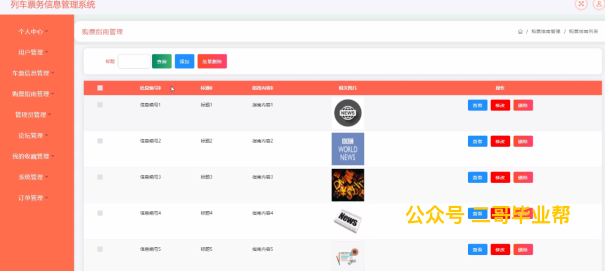 列车票务信息管理系统
个人中心
用户管理
车票信息管理
购票指南管理
管理员管理
论坛管理
我的收藏管理
系统管理
订单管理
购票指南管理
购票指南管理 / 购票指南列表
标题
查询 添加 批量删除
信息编号 标题 指南内容 相关图片 操作
信息编号1 标题1 指南内容1 NEWS 查看 修改 删除
信息编号2 标题2 指南内容2 BBC WORLD NEWS 查看 修改 删除
信息编号3 标题3 指南内容3 查看 修改 删除
信息编号4 标题4 指南内容4 News 查看 修改 删除
信息编号5 标题5 指南内容5 查看 修改 删除
公众号 二哥毕业帮